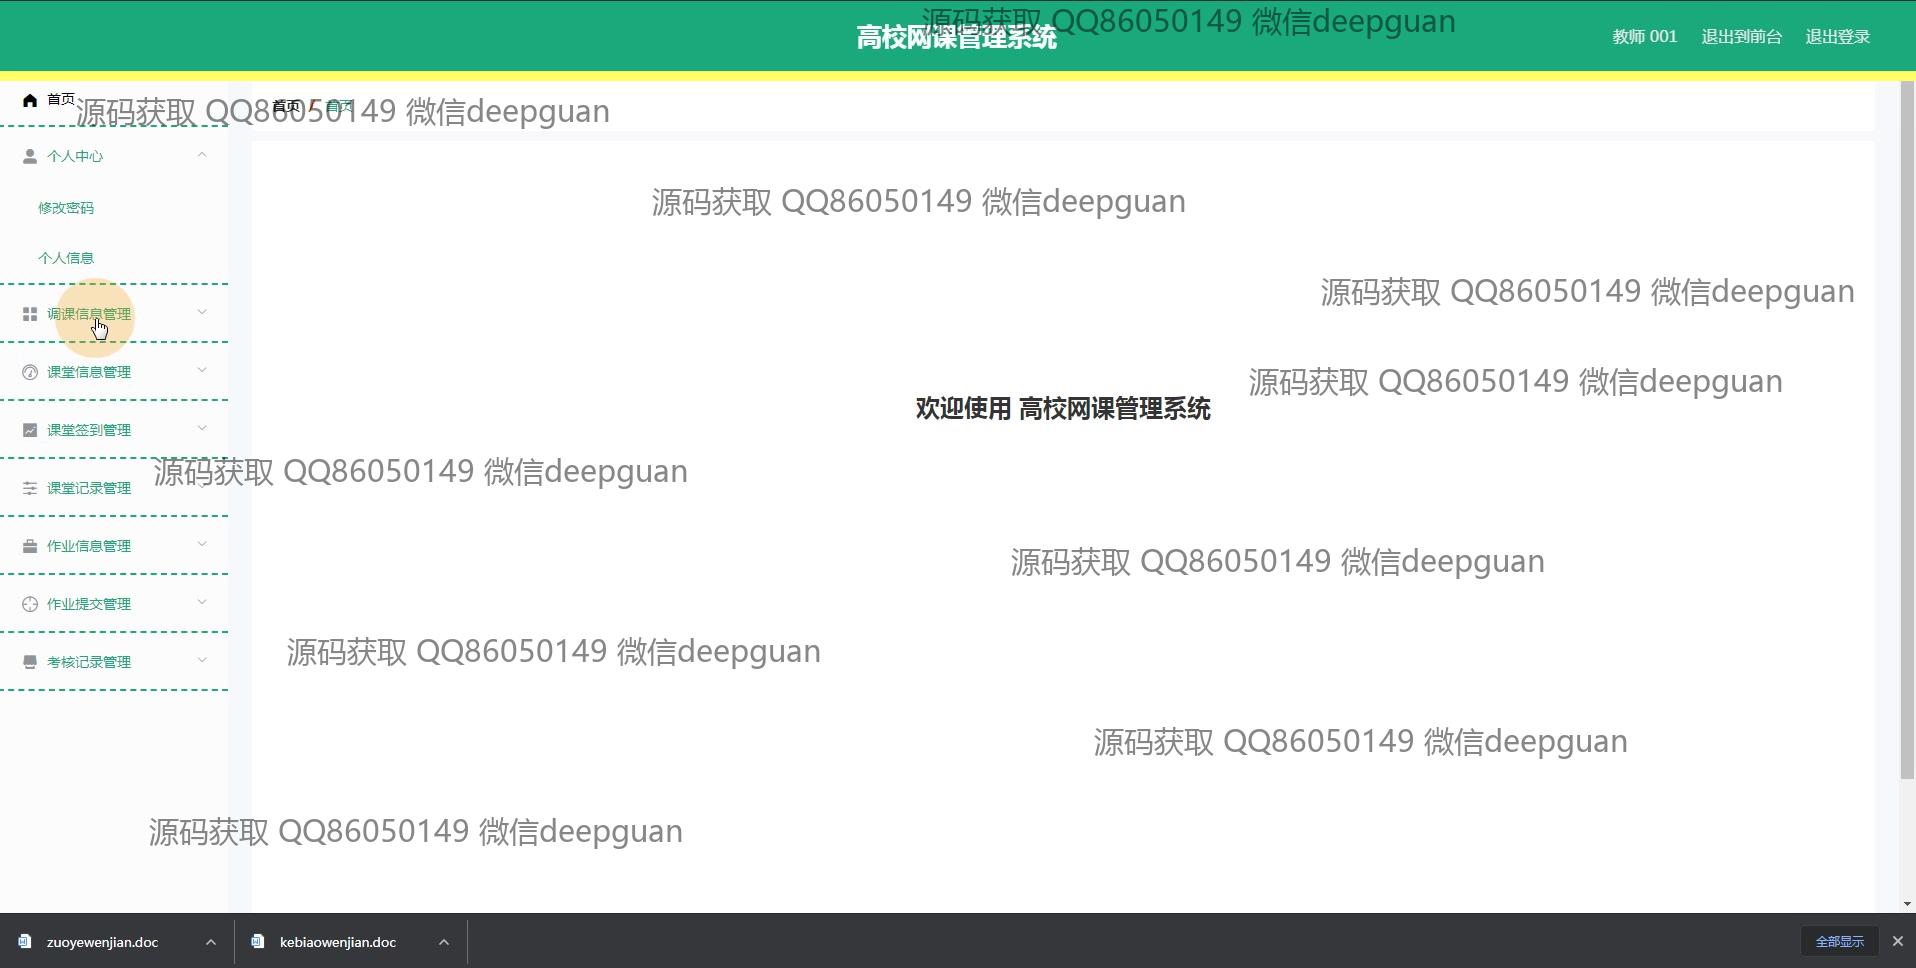 高校网课管理系统
源码获取 QQ86050149 微信deepguan
教师 001
退出到前台
退出登录
首页
首页 / 首页
源码获取 QQ86050149 微信deepguan
个人中心
修改密码
个人信息
调课信息管理
课堂信息管理
课堂签到管理
课堂记录管理
作业信息管理
作业提交管理
考核记录管理
源码获取 QQ86050149 微信deepguan
源码获取 QQ86050149 微信deepguan
源码获取 QQ86050149 微信deepguan
欢迎使用 高校网课管理系统
源码获取 QQ86050149 微信deepguan
源码获取 QQ86050149 微信deepguan
源码获取 QQ86050149 微信deepguan
源码获取 QQ86050149 微信deepguan
源码获取 QQ86050149 微信deepguan
zuoyewenjian.doc
kebiaowenjian.doc
全部显示